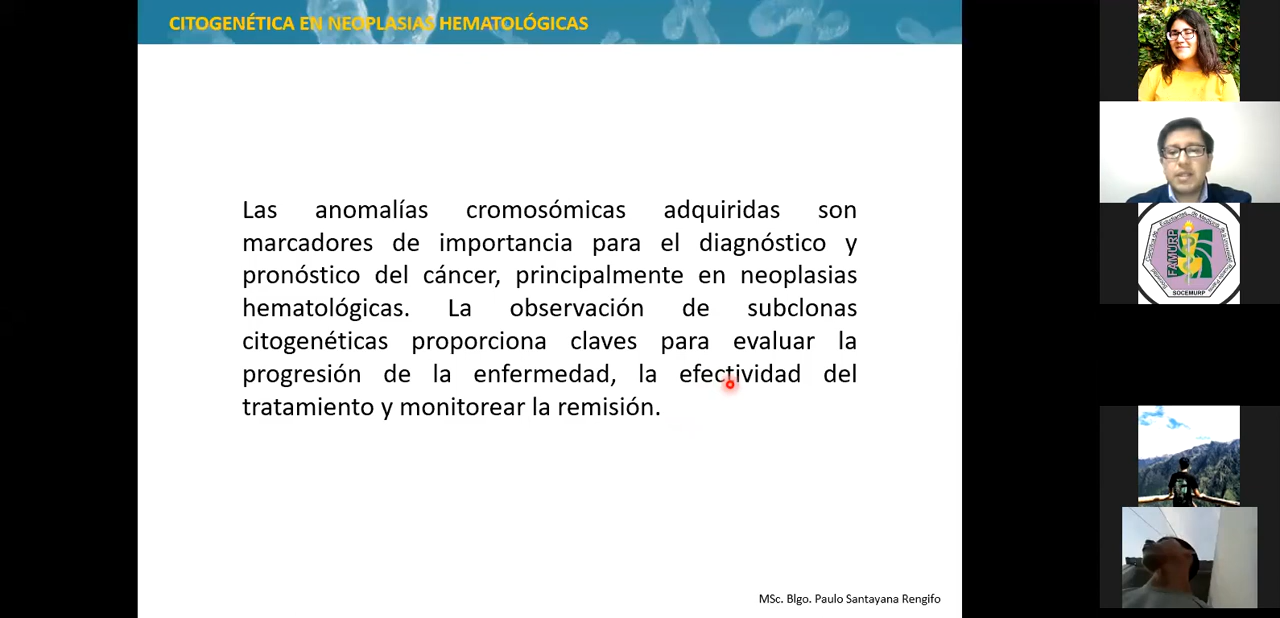 CITOGENÉTICA EN NEOPLASIAS HEMATOLÓGICAS
Las anomalías cromosómicas adquiridas son
marcadores de importancia para el diagnóstico y
pronóstico del cáncer, principalmente en neoplasias
hematológicas. La observación de subclonas
citogenéticas proporciona claves para evaluar la
progresión de la enfermedad, la efectividad del
tratamiento y monitorear la remisión.
MSc. Blgo. Paulo Santayana Rengifo
FAMURP
SOCEMURP